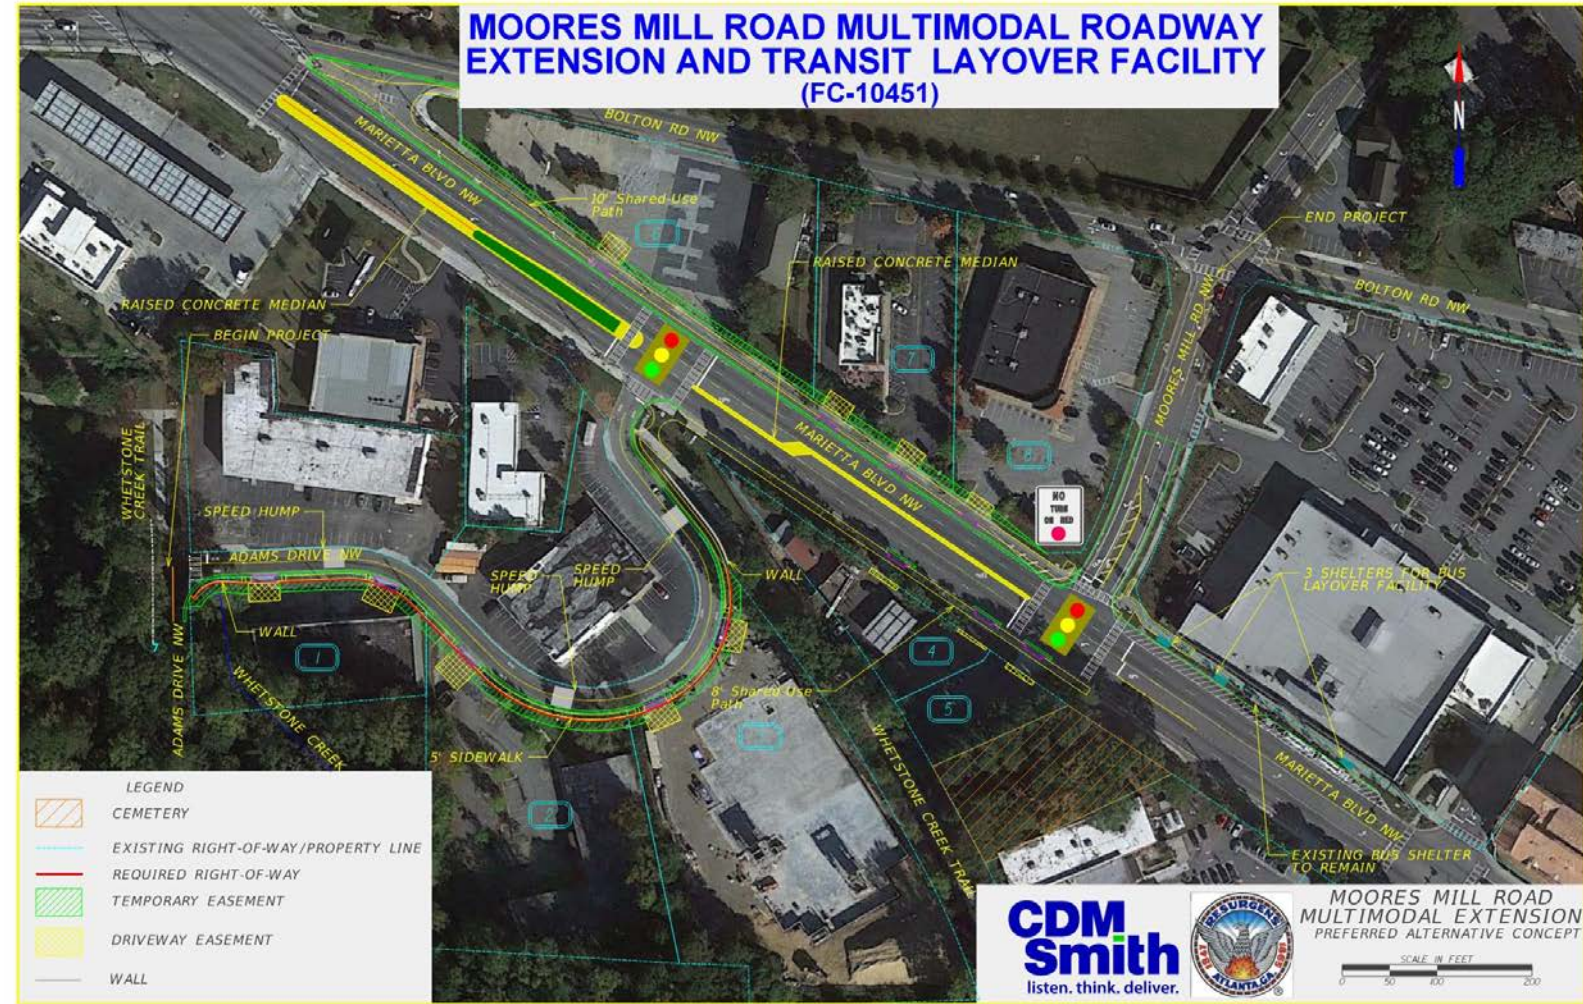 MOORES MILL ROAD MULTIMODAL ROADWAY
EXTENSION AND TRANSIT LAYOVER FACILITY
(FC-10451)
BOLTON RD NW
MARIETTA BLVD NW
10' Shared-Use
Path
6
N
END PROJECT
RAISED CONCRETE MEDIAN
BOLTON RD NW
RAISED CONCRETE MEDIAN
BEGIN PROJECT
7
MOORES MILL RD NW
WHETSTONE
CREEK TRAIL
MARIETTA BLVD NW
8
NO
TURN
ON RED
SPEED HUMP
ADAMS DRIVE NW
SPEED
HUMP
SPEED
HUMP
WALL
3 SHELTERS FOR BUS
LAYOVER FACILITY
WALL
1
4
5
8' Shared-Use
Path
ADAMS DRIVE NW
WHETSTONE CREEK
5' SIDEWALK
2
WHETSTONE CREEK TRAIL
MARIETTA BLVD NW
EXISTING BUS SHELTER
TO REMAIN
LEGEND
CEMETERY
EXISTING RIGHT-OF-WAY/PROPERTY LINE
REQUIRED RIGHT-OF-WAY
TEMPORARY EASEMENT
DRIVEWAY EASEMENT
WALL
CDM
Smith
listen. think. deliver.
RESURGENS
1847
1865
ATLANTA, GA.
MOORES MILL ROAD
MULTIMODAL EXTENSION
PREFERRED ALTERNATIVE CONCEPT
SCALE IN FEET
0 50 100 200